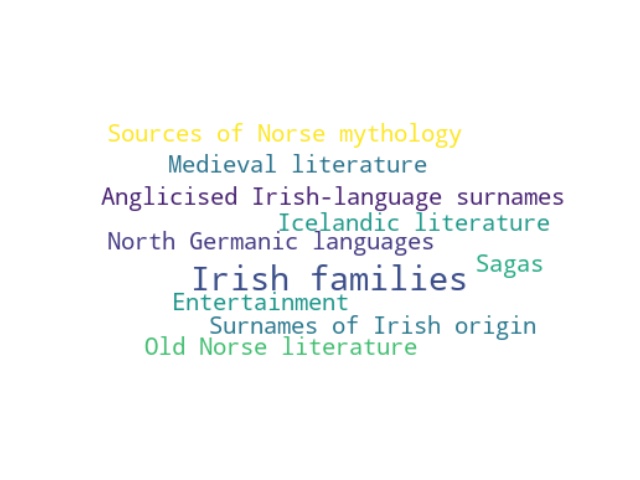 Sources of Norse mythology
Medieval literature
Anglicised Irish-language surnames
Icelandic literature
North Germanic languages
Sagas
Irish families
Entertainment
Surnames of Irish origin
Old Norse literature